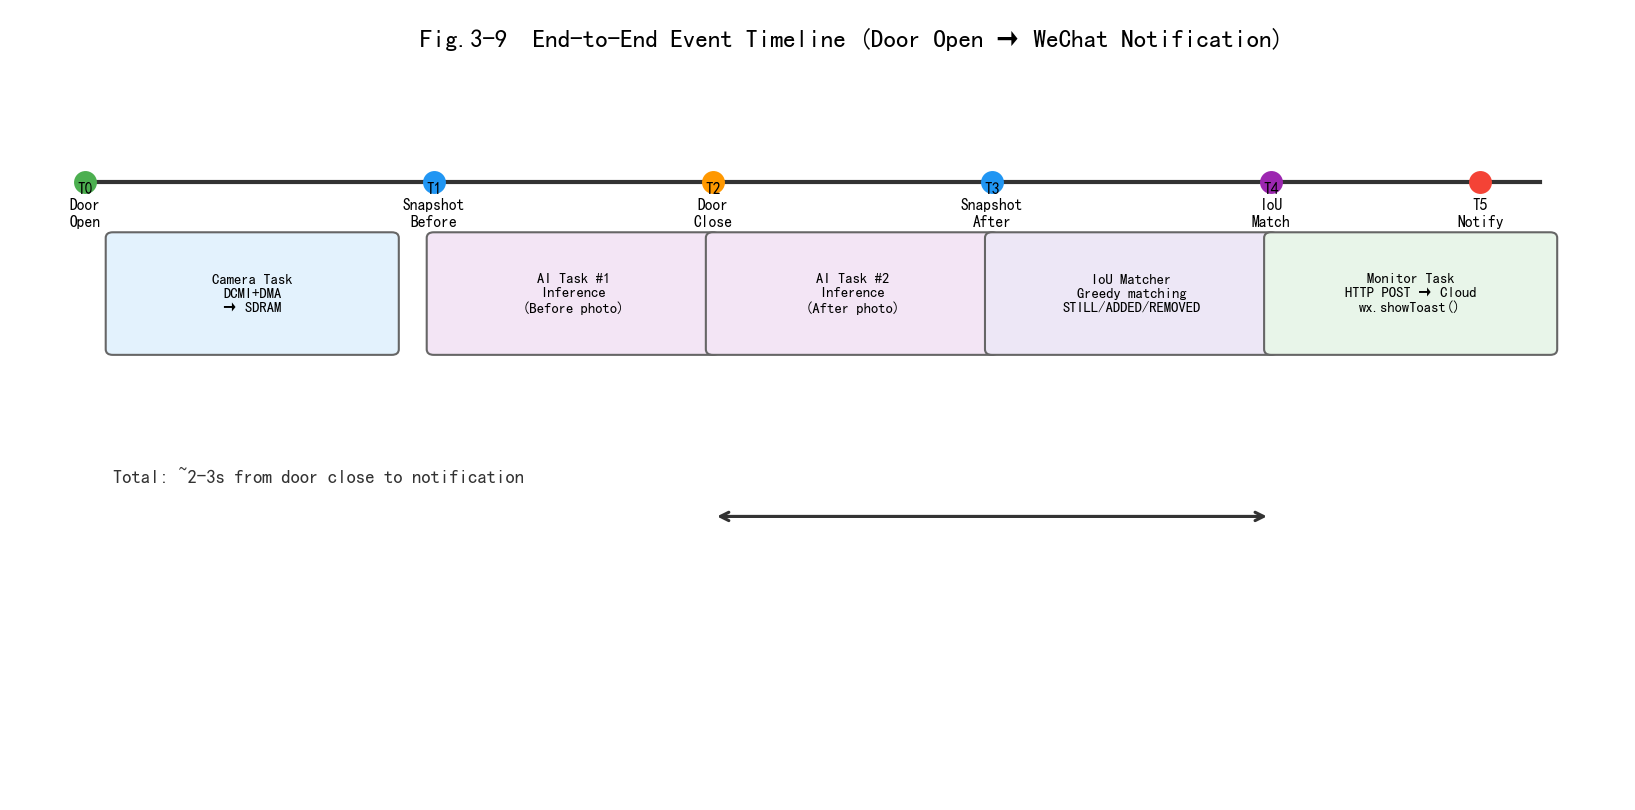 Fig.3-9  End-to-End Event Timeline (Door Open → WeChat Notification)
T0
Door
Open
T1
Snapshot
Before
T2
Door
Close
T3
Snapshot
After
T4
IoU
Match
T5
Notify
Camera Task
DCMI+DMA
→ SDRAM
AI Task #1
Inference
(Before photo)
AI Task #2
Inference
(After photo)
IoU Matcher
Greedy matching
STILL/ADDED/REMOVED
Monitor Task
HTTP POST → Cloud
wx.showToast()
Total: ~2-3s from door close to notification